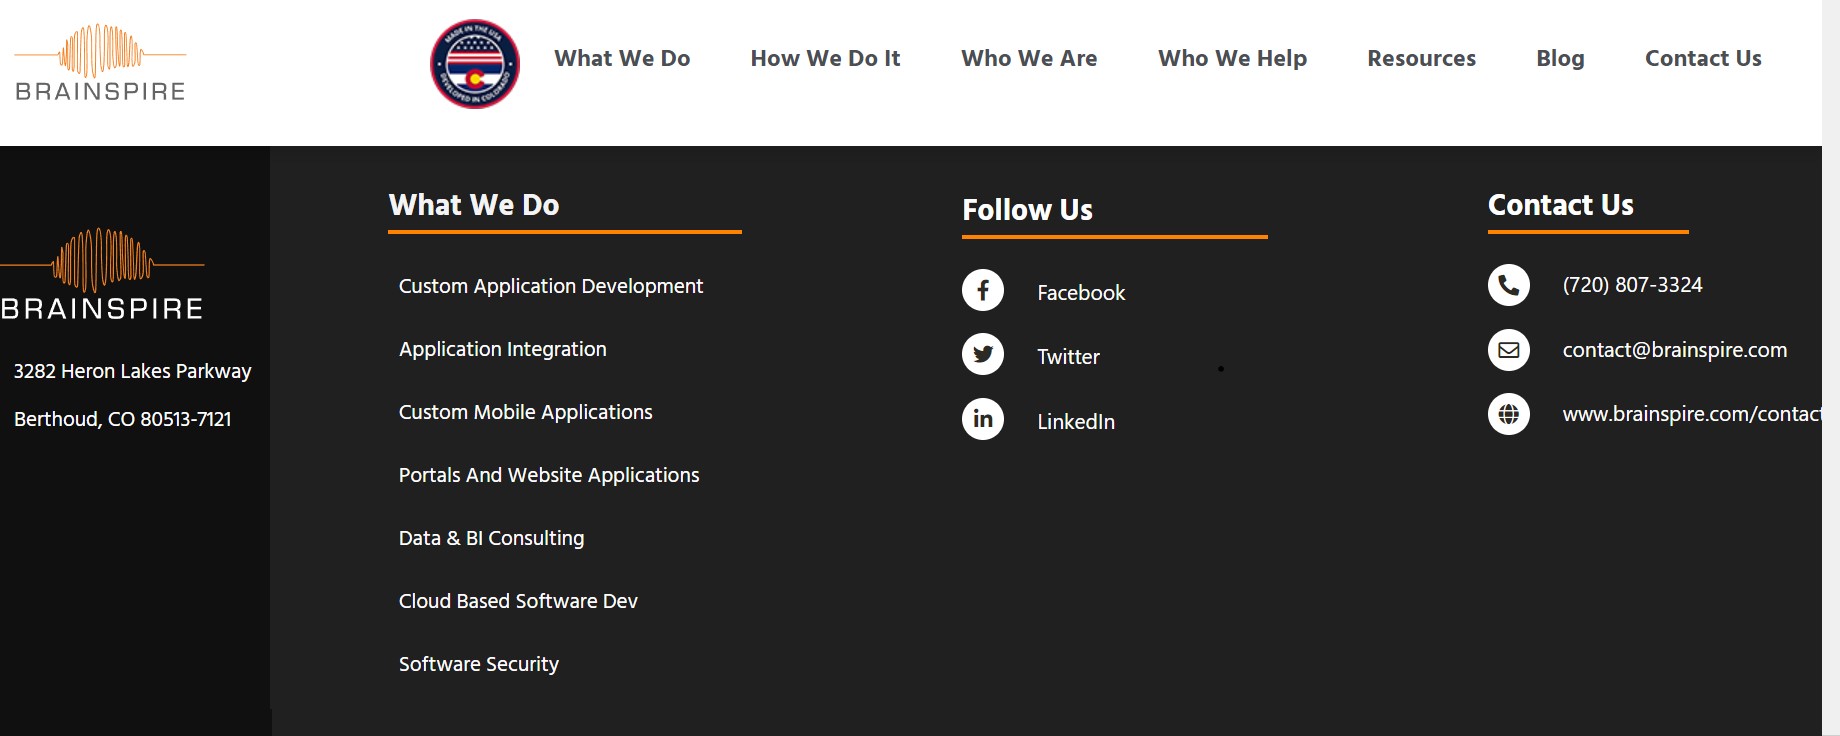 BRAINSPIRE
MADE IN THE USA
DEVELOPED IN COLORADO
What We Do
How We Do It
Who We Are
Who We Help
Resources
Blog
Contact Us
BRAINSPIRE
3282 Heron Lakes Parkway
Berthoud, CO 80513-7121
What We Do
Custom Application Development
Application Integration
Custom Mobile Applications
Portals And Website Applications
Data & BI Consulting
Cloud Based Software Dev
Software Security
Follow Us
Facebook
Twitter
LinkedIn
Contact Us
(720) 807-3324
contact@brainspire.com
www.brainspire.com/contact